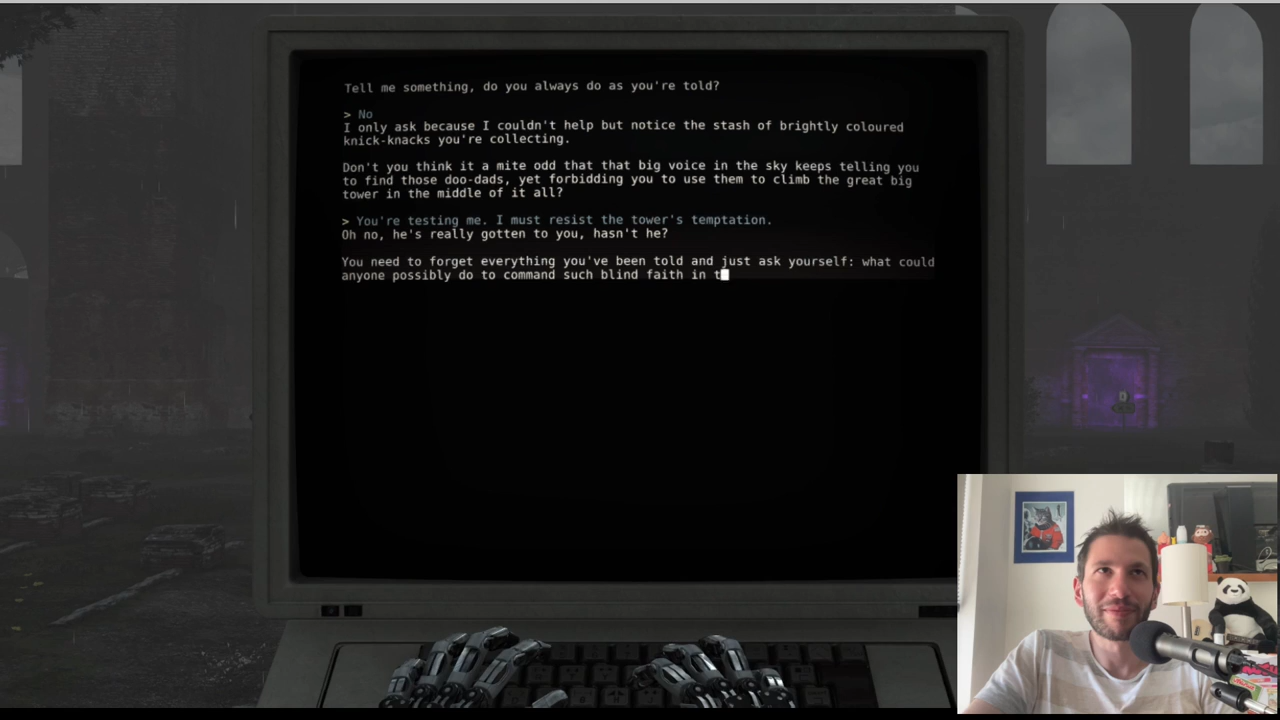 Tell me something, do you always do as you're told?
> No
I only ask because I couldn't help but notice the stash of brightly coloured
knick-knacks you're collecting.
Don't you think it a mite odd that that big voice in the sky keeps telling you
to find those doo-dads, yet forbidding you to use them to climb the great big
tower in the middle of it all?
> You're testing me. I must resist the tower's temptation.
Oh no, he's really gotten to you, hasn't he?
You need to forget everything you've been told and just ask yourself: what could
anyone possibly do to command such blind faith in t